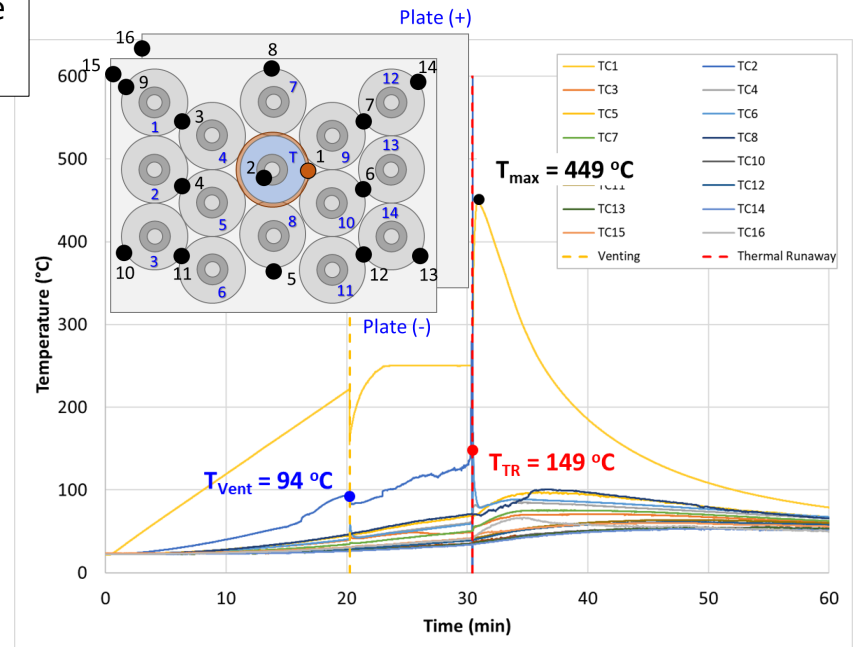 e
Plate (+)
16
15
9
8
14
12
7
7
3
1
4
T
1
9
13
2
2
4
6
5
8
10
14
3
10
11
6
5
11
12
13
Plate (-)
TC1
TC2
TC3
TC4
TC5
TC6
TC7
TC8
TC10
TC11
TC12
TC13
TC14
TC15
TC16
Venting
Thermal Runaway
Tmax = 449 ºC
TTR = 149 ºC
TVent = 94 ºC
600
500
400
300
200
100
0
Temperature (°C)
0
10
20
30
40
50
60
Time (min)